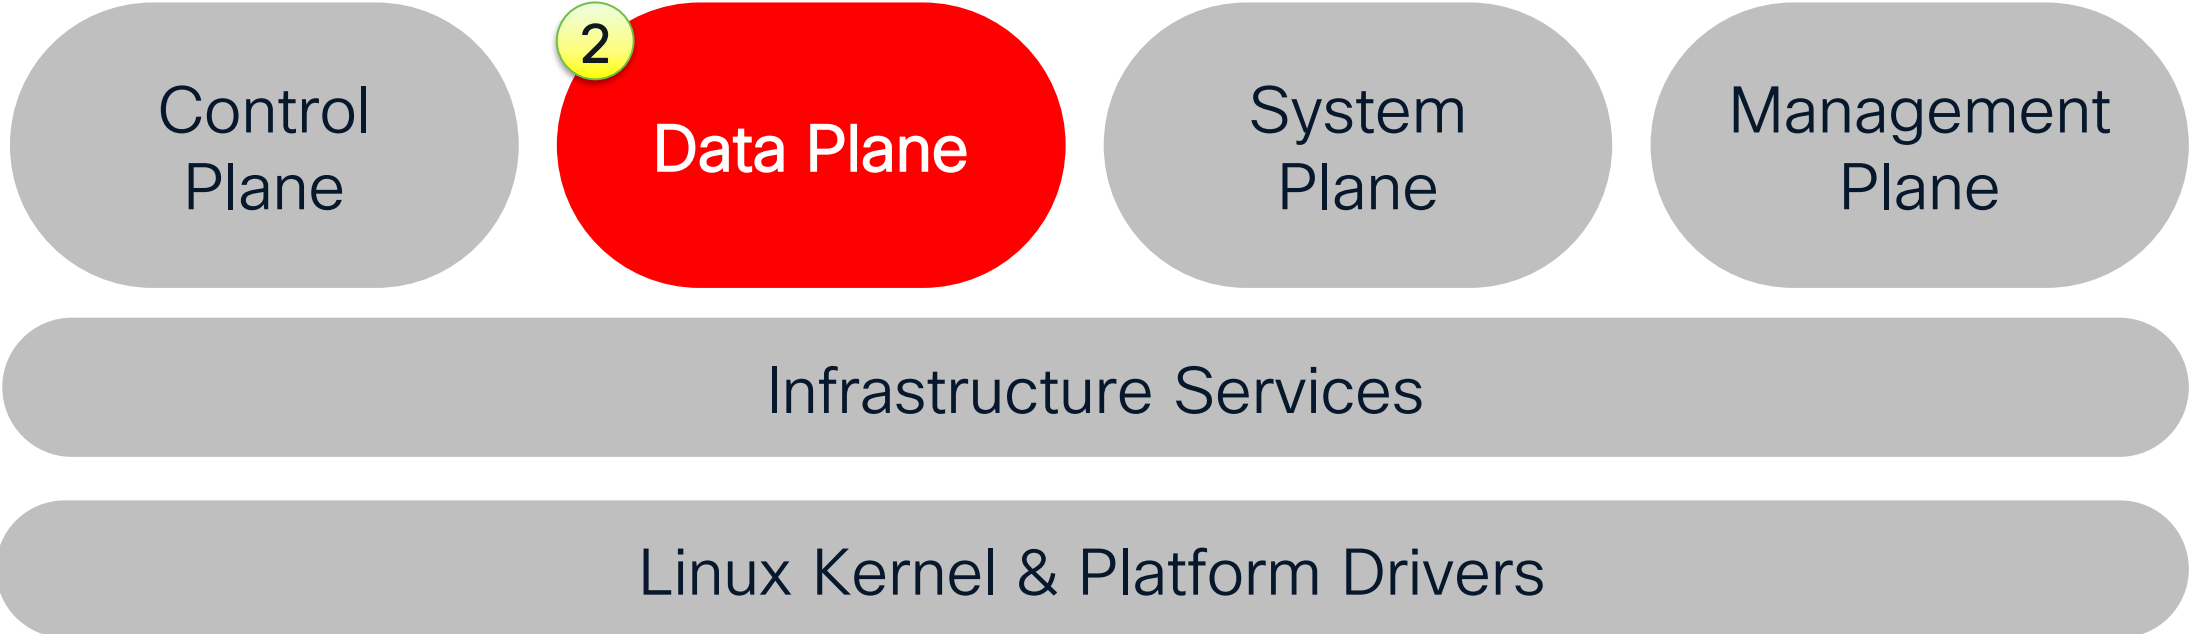 Control
Plane
2
Data Plane
System
Plane
Management
Plane
Infrastructure Services
Linux Kernel & Platform Drivers